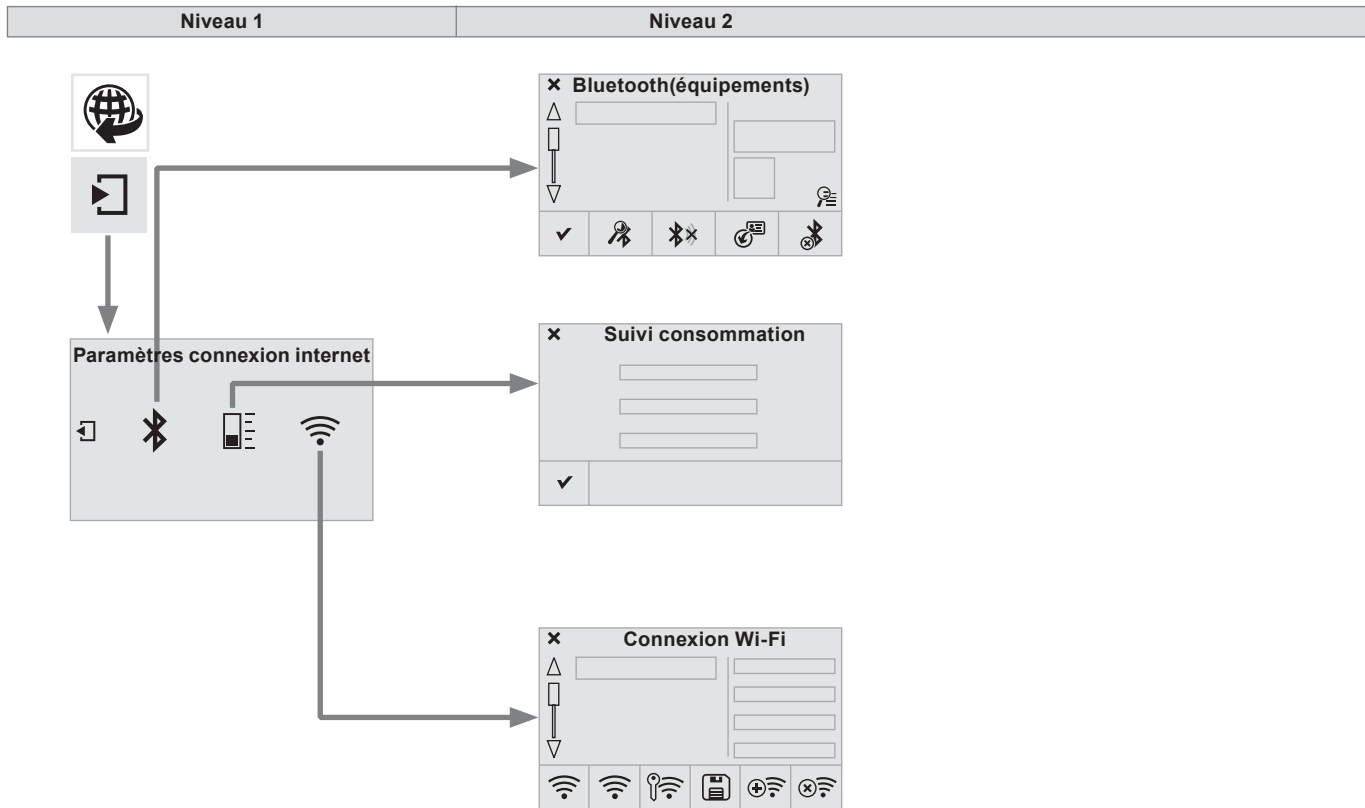 Niveau 1
Niveau 2
Bluetooth(équipements)
Paramètres connexion internet
Suivi consommation
Connexion Wi-Fi